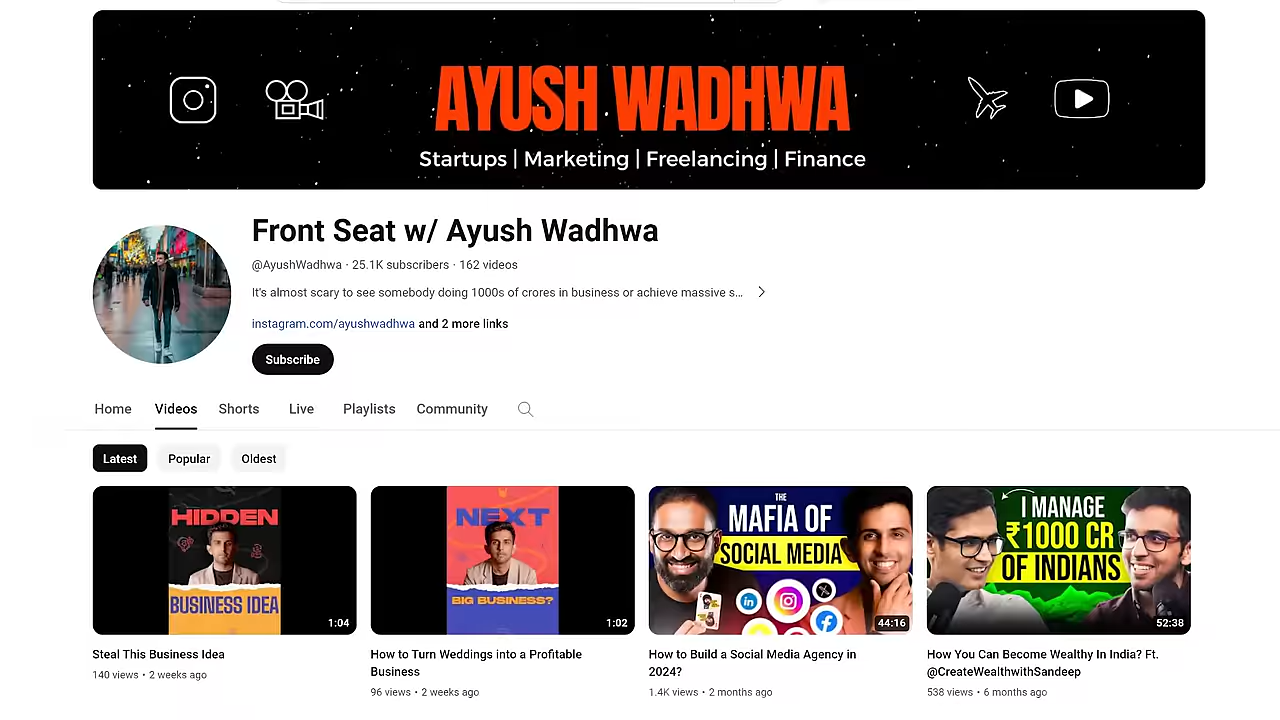 AYUSH WADHWA
Startups | Marketing | Freelancing | Finance
Front Seat w/ Ayush Wadhwa
@AyushWadhwa · 25.1K subscribers · 162 videos
It's almost scary to see somebody doing 1000s of crores in business or achieve massive s...
instagram.com/ayushwadhwa and 2 more links
Subscribe
Home Videos Shorts Live Playlists Community
Latest Popular Oldest
HIDDEN
BUSINESS IDEA
1:04
NEXT
BIG BUSINESS?
1:02
THE
MAFIA OF
SOCIAL MEDIA
44:16
I MANAGE
₹1000 CR
OF INDIANS
52:38
Steal This Business Idea
140 views • 2 weeks ago
How to Turn Weddings into a Profitable
Business
96 views • 2 weeks ago
How to Build a Social Media Agency in
2024?
1.4K views • 2 months ago
How You Can Become Wealthy In India? Ft.
@CreateWealthwithSandeep
538 views • 6 months ago